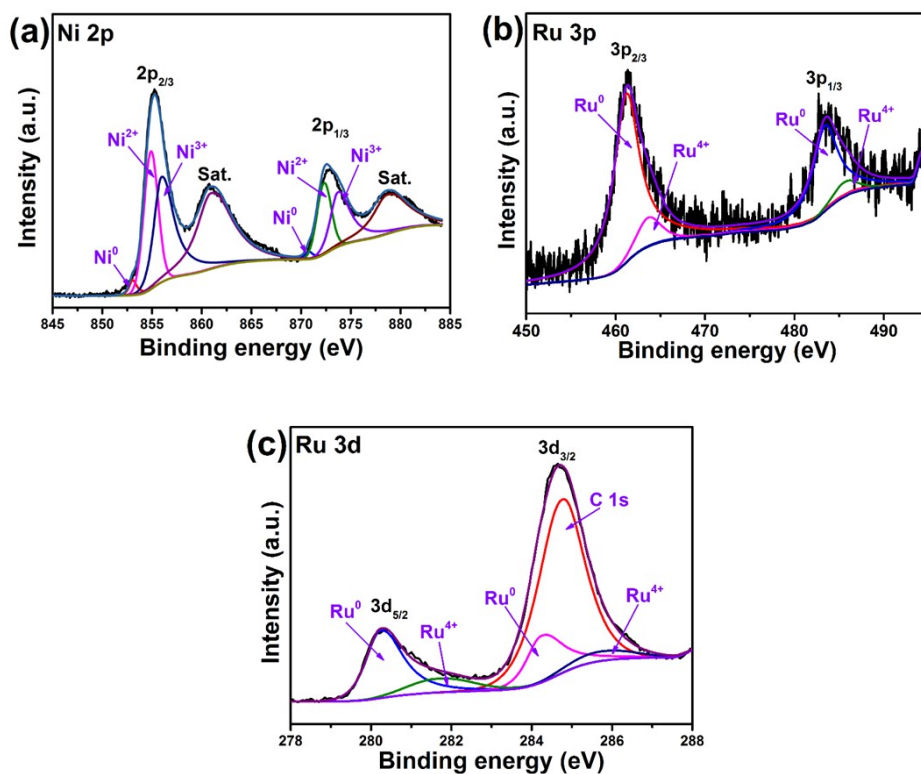 (a) Ni 2p
2p₂/₃
Ni²⁺
Ni³⁺
Ni⁰
Sat.
2p₁/₃
Ni²⁺
Ni³⁺
Ni⁰
Sat.
Intensity (a.u.)
845 850 855 860 865 870 875 880 885
Binding energy (eV)
(b) Ru 3p
3p₂/₃
Ru⁰
Ru⁴⁺
3p₁/₃
Ru⁰
Ru⁴⁺
Intensity (a.u.)
450 460 470 480 490
Binding energy (eV)
(c) Ru 3d
3d₃/₂
C 1s
Ru⁰
3d₅/₂
Ru⁴⁺
Ru⁰
Ru⁴⁺
Intensity (a.u.)
278 280 282 284 286 288
Binding energy (eV)